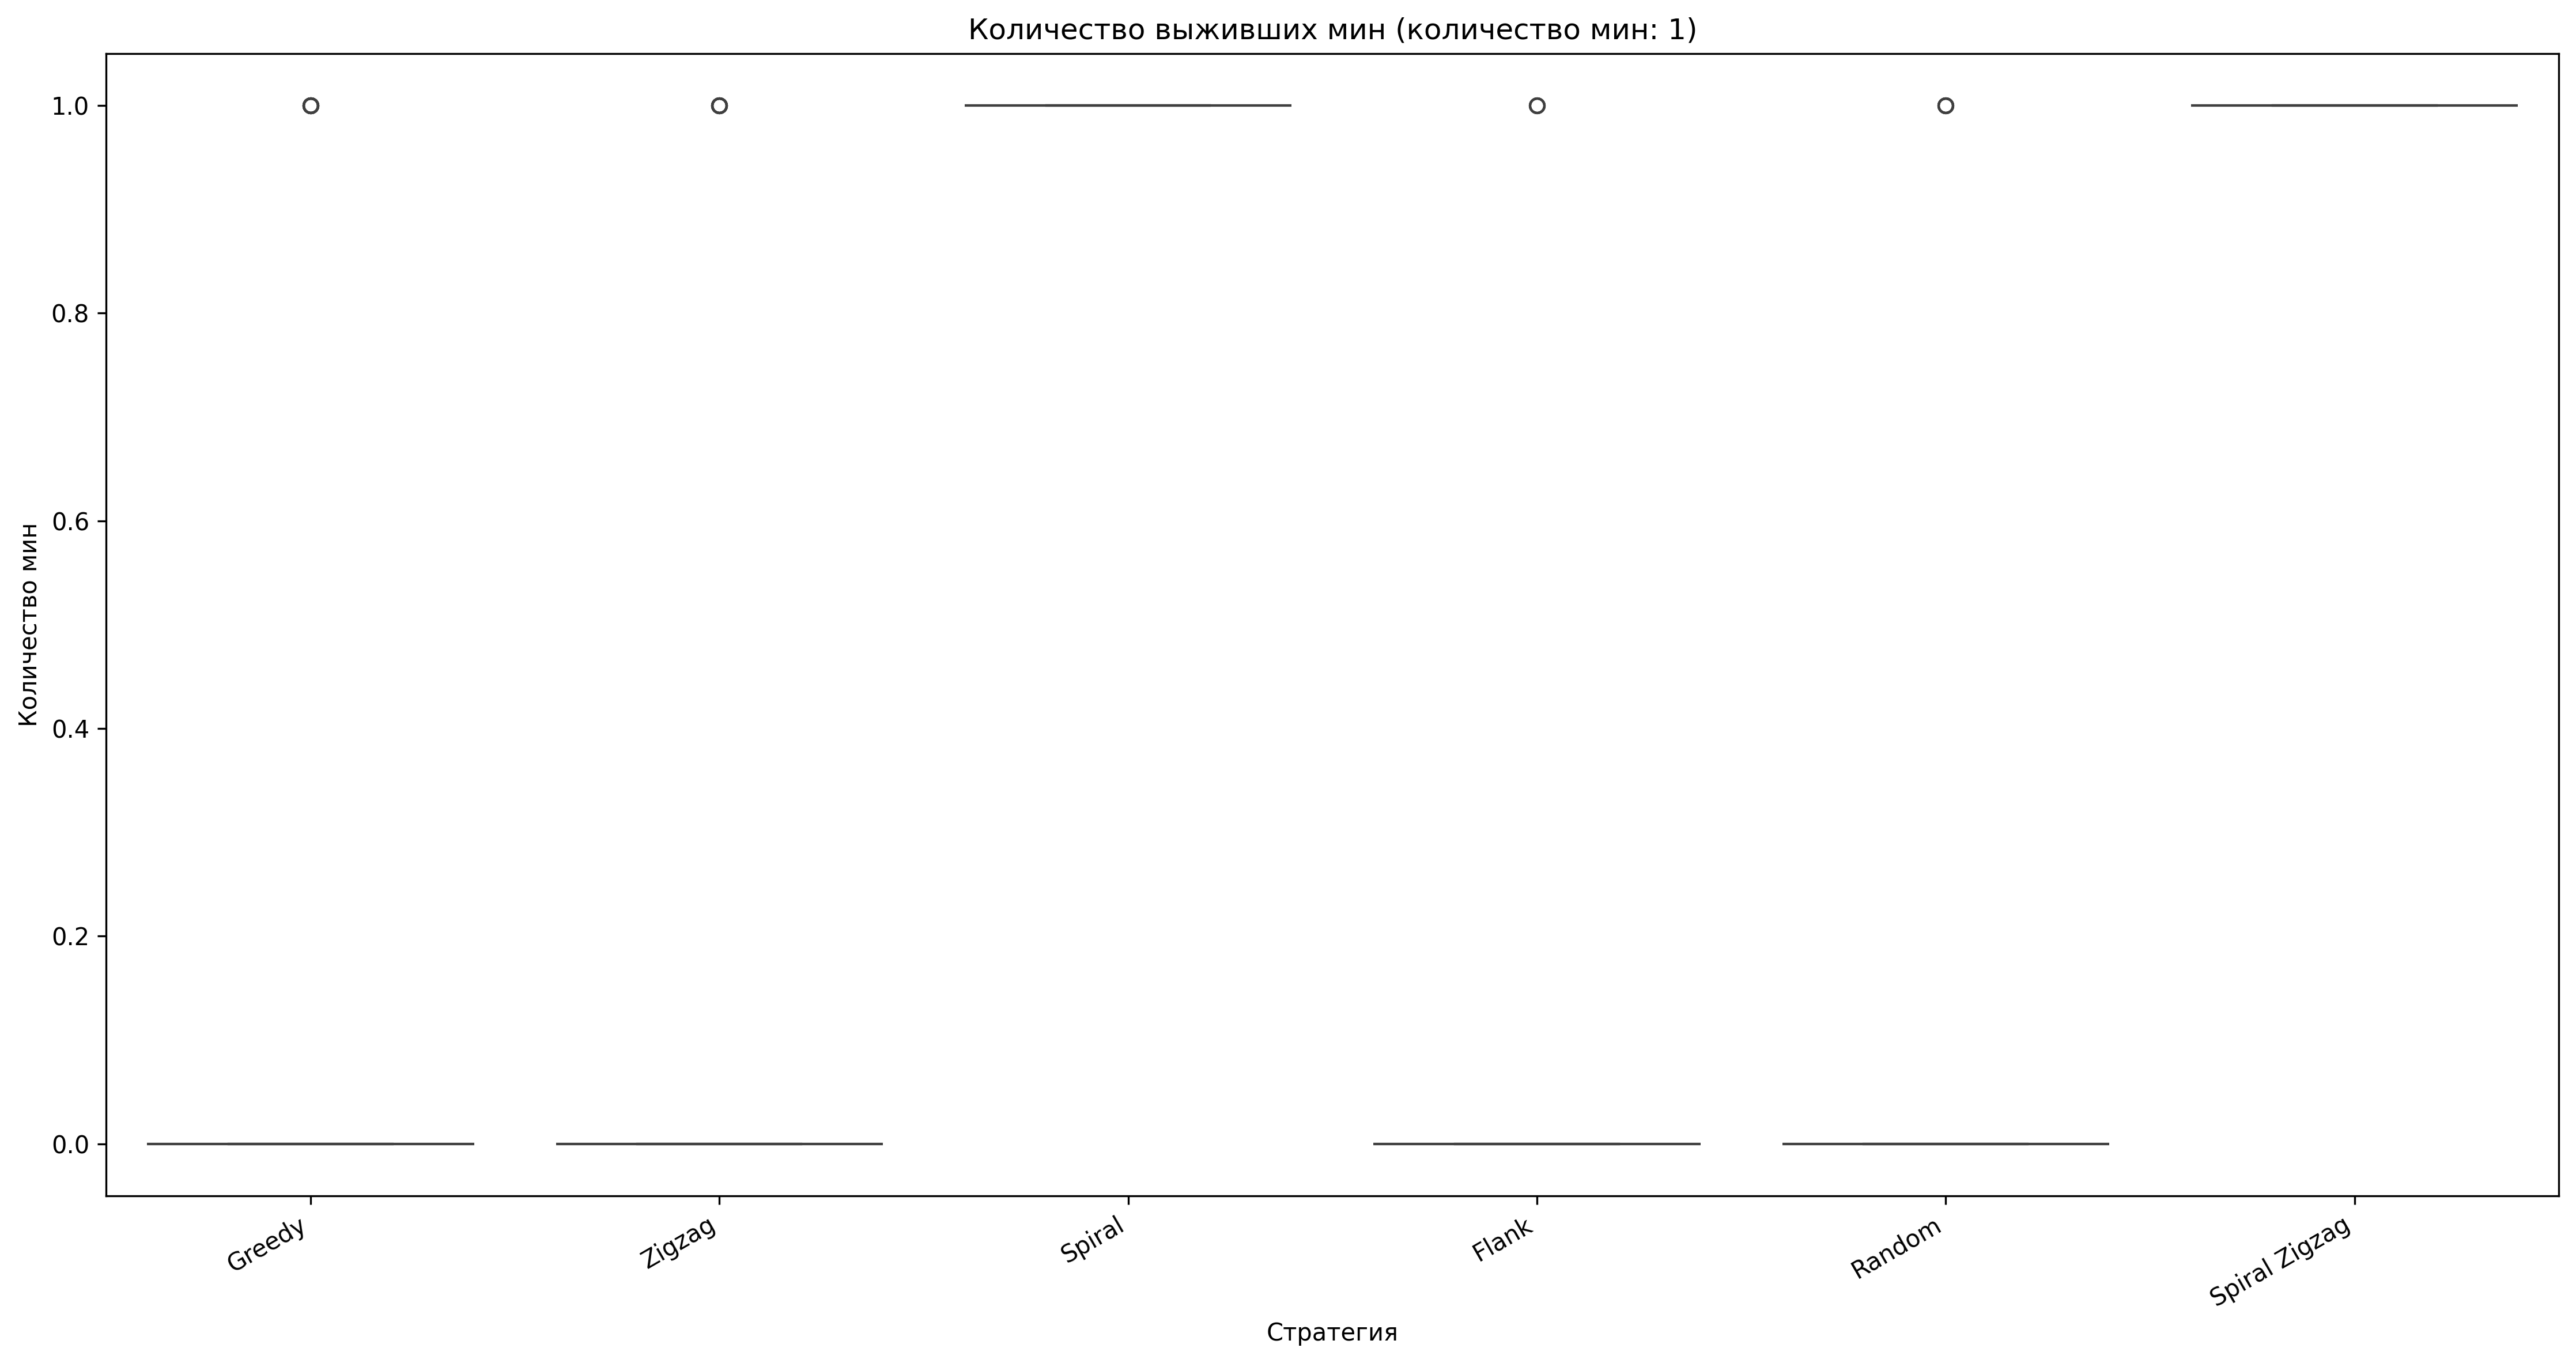 Количество выживших мин (количество мин: 1)
Количество мин
1.0
0.8
0.6
0.4
0.2
0.0
Greedy
Zigzag
Spiral
Flank
Random
Spiral Zigzag
Стратегия